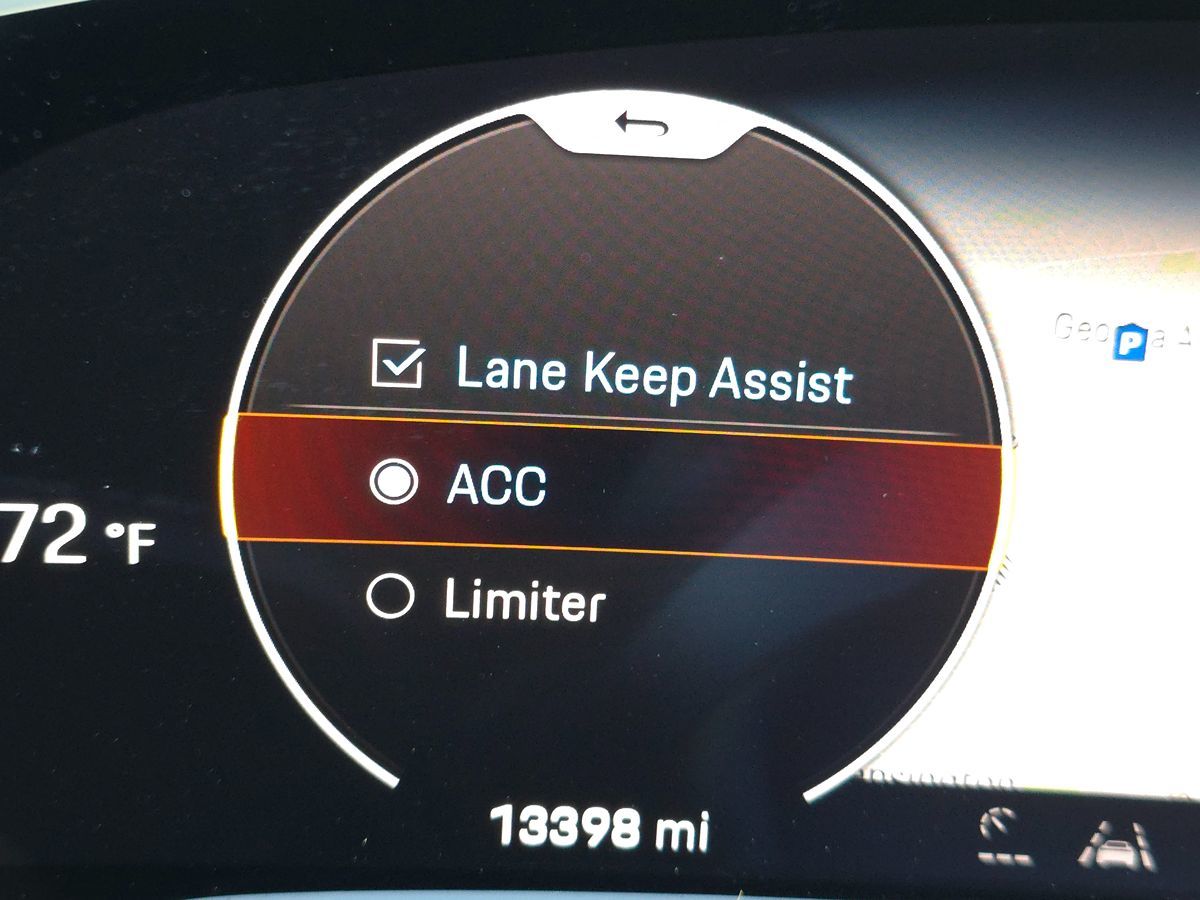 P
Lane Keep Assist
ACC
72 °F
Limiter
13398 mi